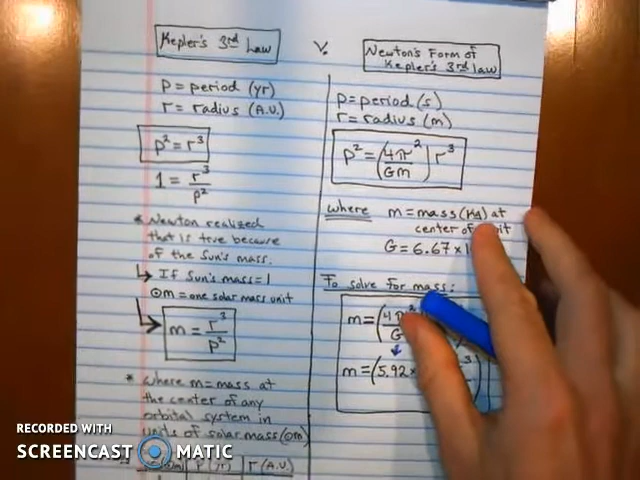 Kepler's 3rd Law
V.
Newton's Form of
Kepler's 3rd law
P = period (yr)
r = radius (A.U.)
P² = r³
1 = r³/P²
* Newton realized
that is true because
of the Sun's mass.
↳ If Sun's mass = 1
⊙m = one solar mass unit
m = r³/P²
* where m = mass at
the center of any
orbital system in
units of solar mass (⊙m)
P (yr) r (A.U.)
P = period (s)
r = radius (m)
P² = (4π²/Gm) r³
where m = mass (kg) at
center of
G = 6.67 ×
To solve for mass:
m = (4π²/G
m = (5.92 ×
RECORDED WITH
SCREENCAST MATIC